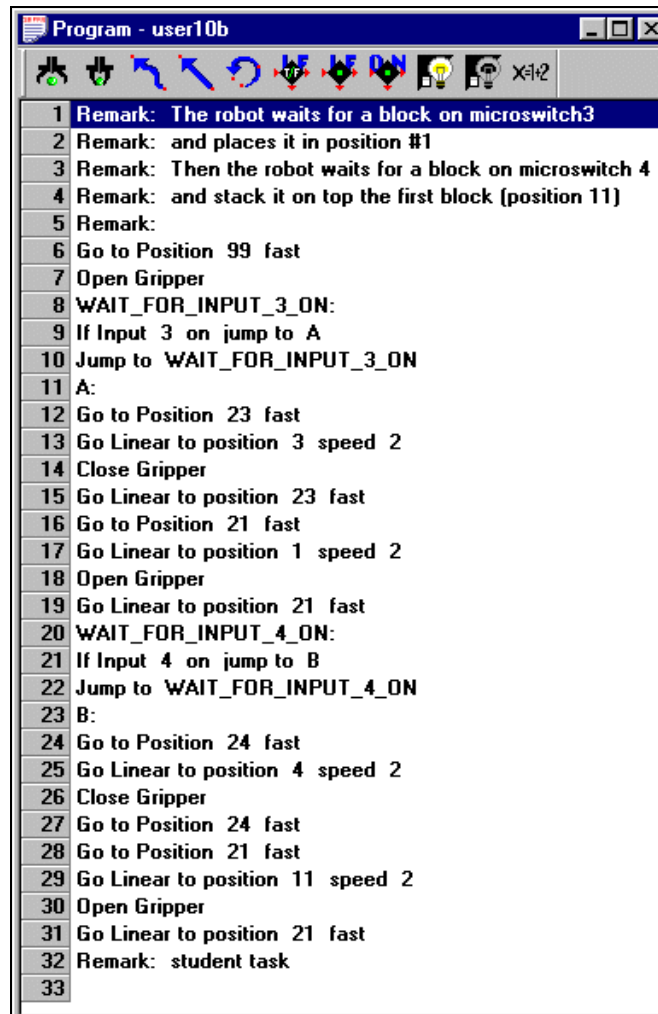 Program - user10b
IF T/F IF ON X=1+2
1 Remark: The robot waits for a block on microswitch3
2 Remark: and places it in position #1
3 Remark: Then the robot waits for a block on microswitch 4
4 Remark: and stack it on top the first block (position 11)
5 Remark:
6 Go to Position 99 fast
7 Open Gripper
8 WAIT_FOR_INPUT_3_ON:
9 If Input 3 on jump to A
10 Jump to WAIT_FOR_INPUT_3_ON
11 A:
12 Go to Position 23 fast
13 Go Linear to position 3 speed 2
14 Close Gripper
15 Go Linear to position 23 fast
16 Go to Position 21 fast
17 Go Linear to position 1 speed 2
18 Open Gripper
19 Go Linear to position 21 fast
20 WAIT_FOR_INPUT_4_ON:
21 If Input 4 on jump to B
22 Jump to WAIT_FOR_INPUT_4_ON
23 B:
24 Go to Position 24 fast
25 Go Linear to position 4 speed 2
26 Close Gripper
27 Go to Position 24 fast
28 Go to Position 21 fast
29 Go Linear to position 11 speed 2
30 Open Gripper
31 Go Linear to position 21 fast
32 Remark: student task
33